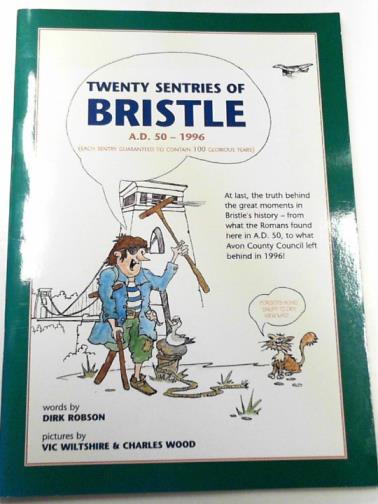 TWENTY SENTRIES OF
BRISTLE
A.D. 50 – 1996
(EACH SENTRY GUARANTEED TO CONTAIN 100 GLORIOUS YEARS)
At last, the truth behind
the great moments in
Bristle's history – from
what the Romans found
here in A.D. 50, to what
Avon County Council left
behind in 1996!
words by
DIRK ROBSON
pictures by
VIC WILTSHIRE & CHARLES WOOD